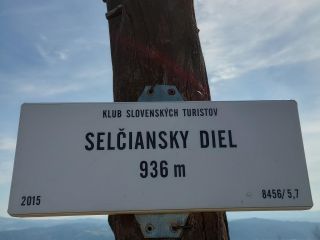 KLUB SLOVENSKÝCH TURISTOV
SELČIANSKY DIEL
936 m
2015 8456/5,7